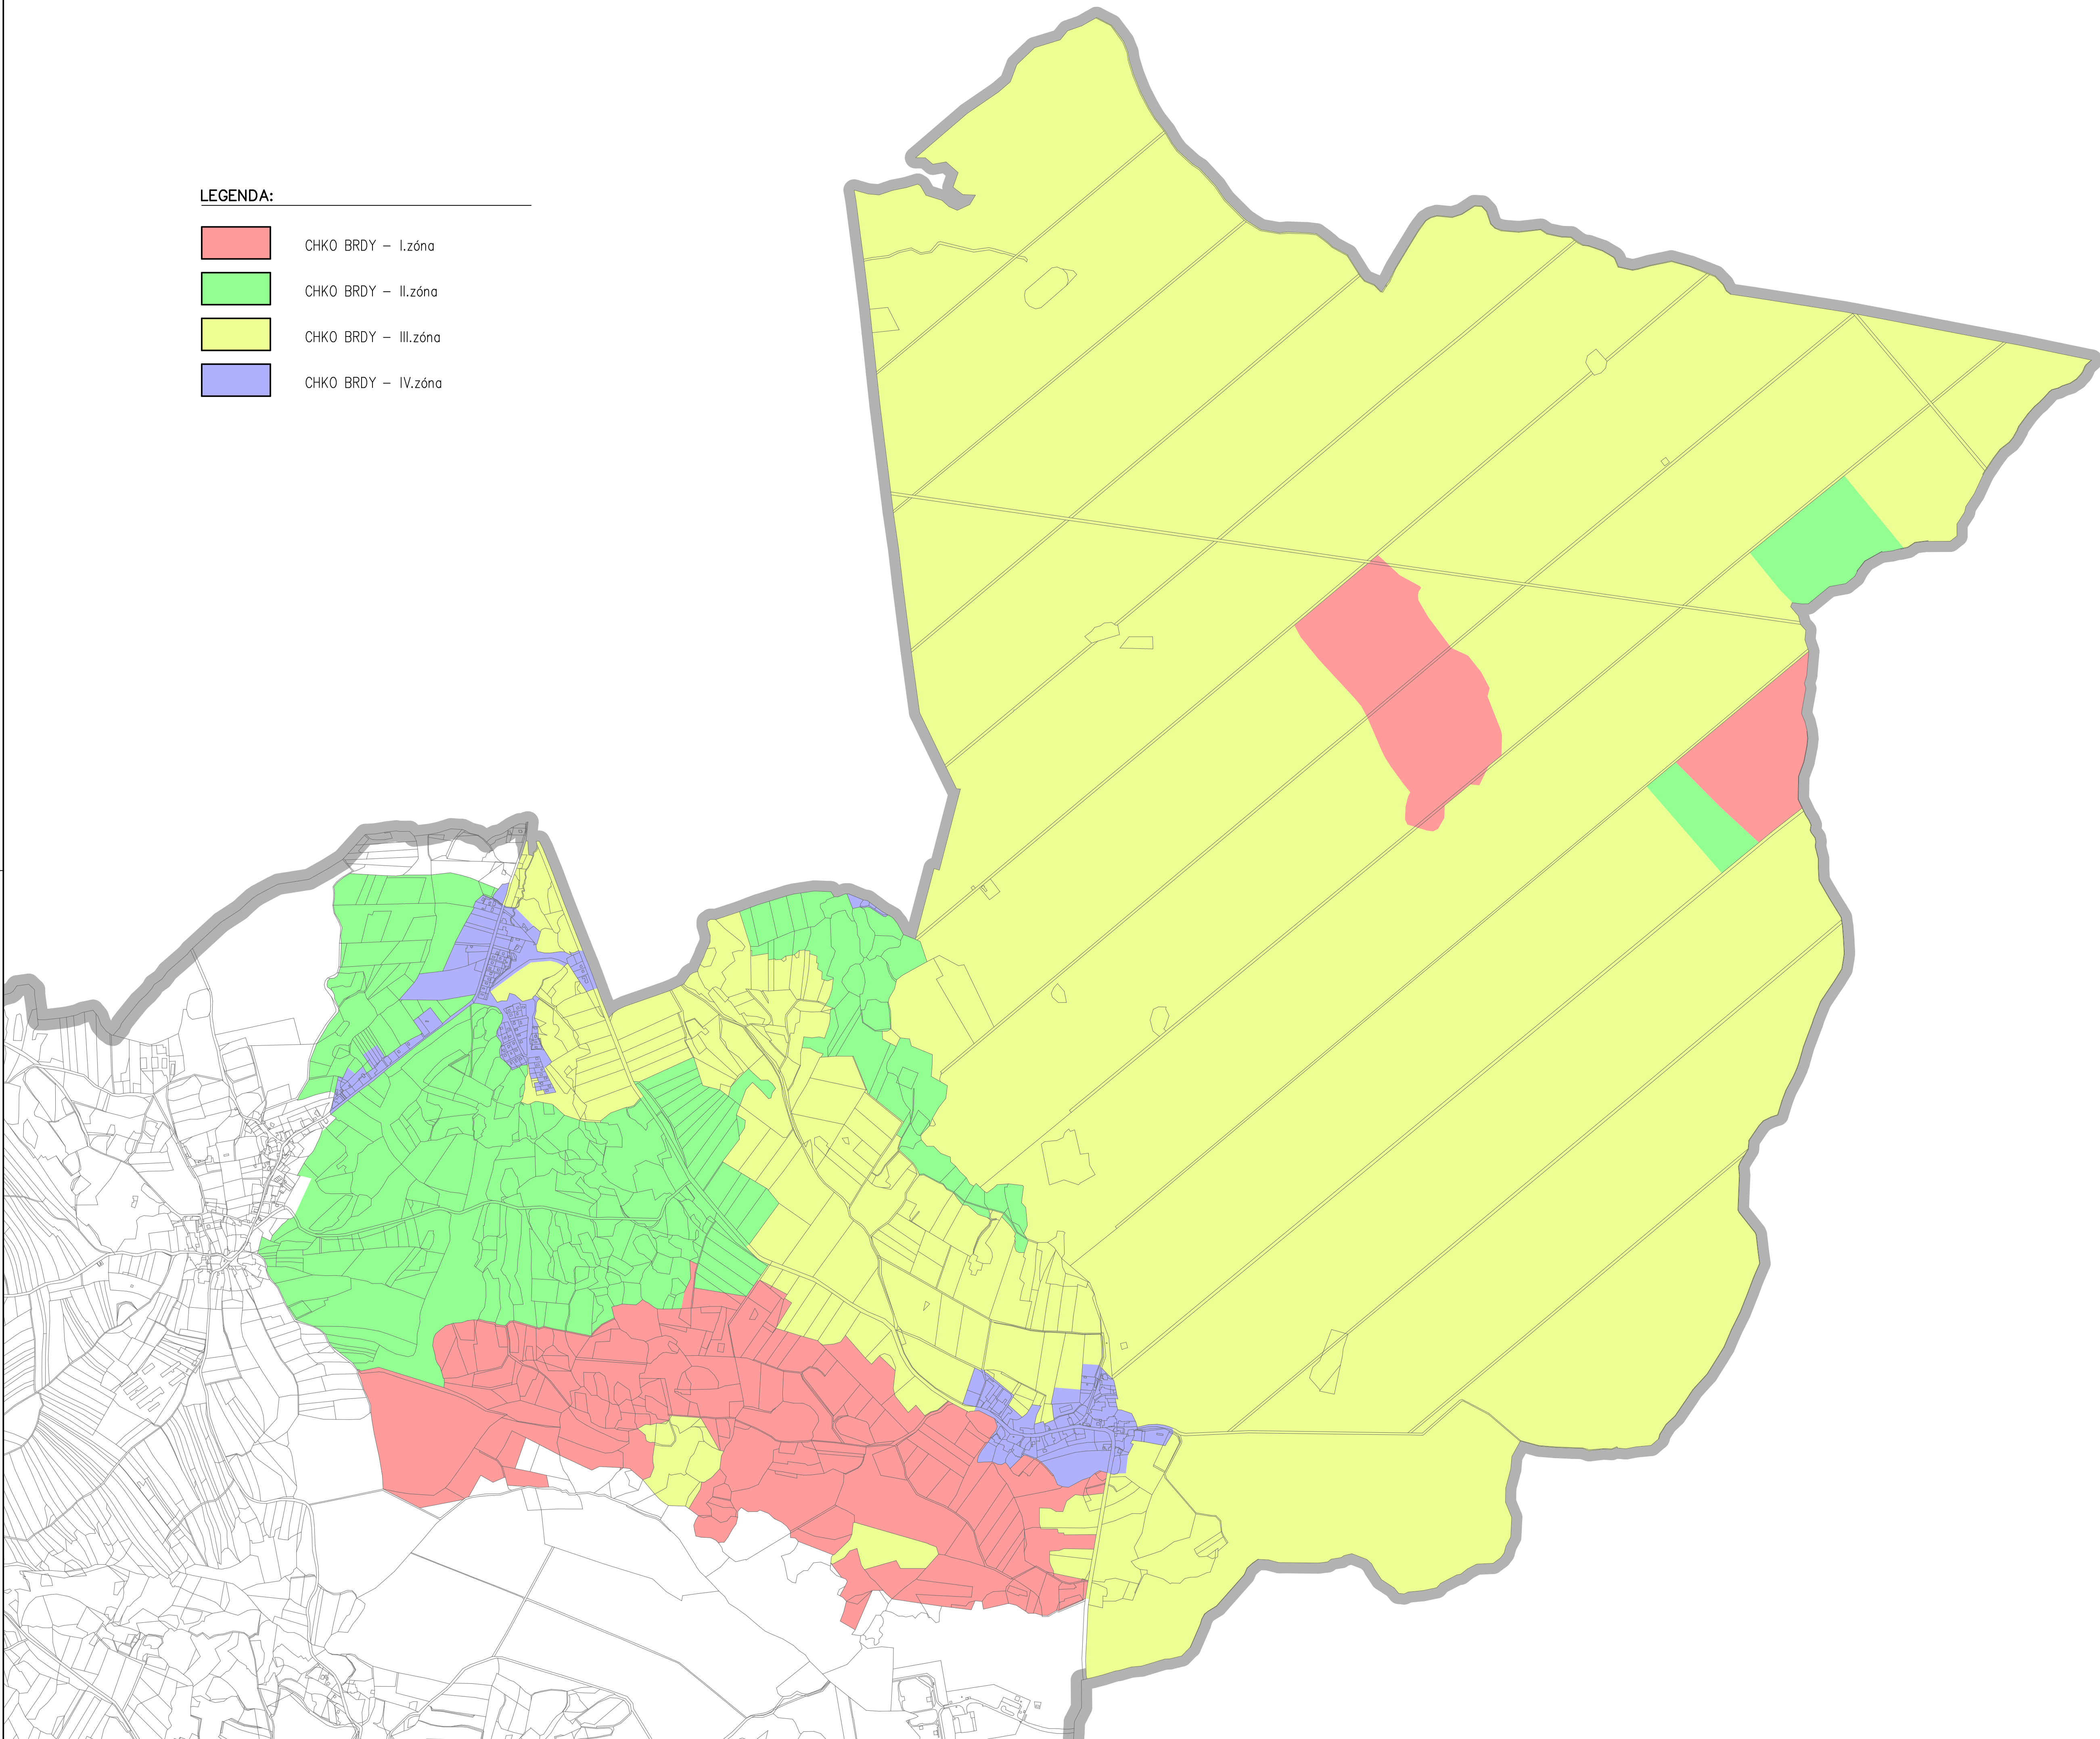 LEGENDA:
CHKO BRDY – I.zóna
CHKO BRDY – II.zóna
CHKO BRDY – III.zóna
CHKO BRDY – IV.zóna